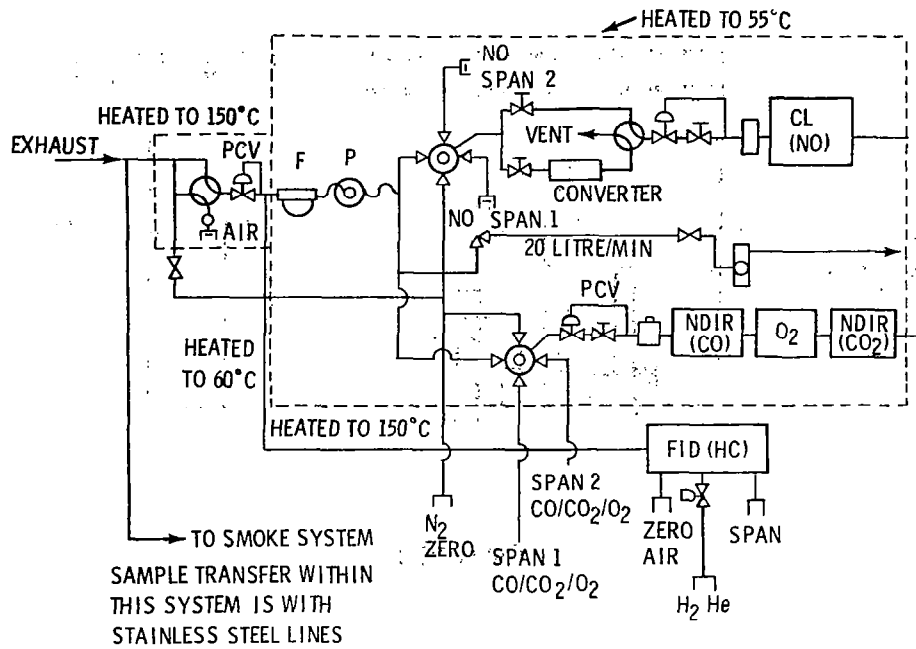 HEATED TO 55°C
NO
SPAN 2
HEATED TO 150°C
EXHAUST
PCV
F
P
VENT
CL
(NO)
CONVERTER
AIR
NO
SPAN 1
20 LITRE/MIN
PCV
HEATED
TO 60°C
NDIR
(CO)
O2
NDIR
(CO2)
HEATED TO 150°C
FID (HC)
SPAN 2
CO/CO2/O2
N2
ZERO
ZERO
AIR
SPAN
SPAN 1
CO/CO2/O2
H2 He
TO SMOKE SYSTEM
SAMPLE TRANSFER WITHIN
THIS SYSTEM IS WITH
STAINLESS STEEL LINES